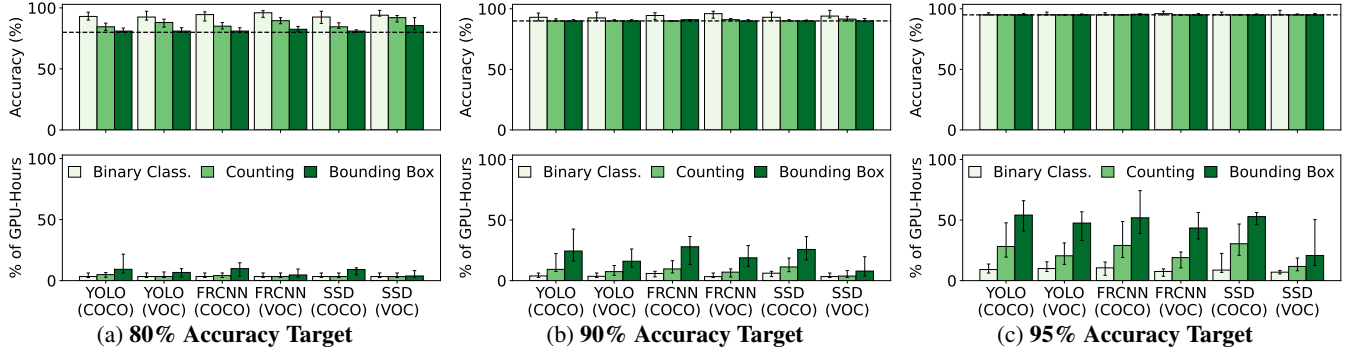 Accuracy (%)
100
50
0
% of GPU-Hours
100
50
0
Binary Class. Counting Bounding Box
YOLO (COCO)
YOLO (VOC)
FRCNN (COCO)
FRCNN (VOC)
SSD (COCO)
SSD (VOC)
(a) 80% Accuracy Target
Accuracy (%)
100
50
0
% of GPU-Hours
100
50
0
Binary Class. Counting Bounding Box
YOLO (COCO)
YOLO (VOC)
FRCNN (COCO)
FRCNN (VOC)
SSD (COCO)
SSD (VOC)
(b) 90% Accuracy Target
Accuracy (%)
100
50
0
% of GPU-Hours
100
50
0
Binary Class. Counting Bounding Box
YOLO (COCO)
YOLO (VOC)
FRCNN (COCO)
FRCNN (VOC)
SSD (COCO)
SSD (VOC)
(c) 95% Accuracy Target